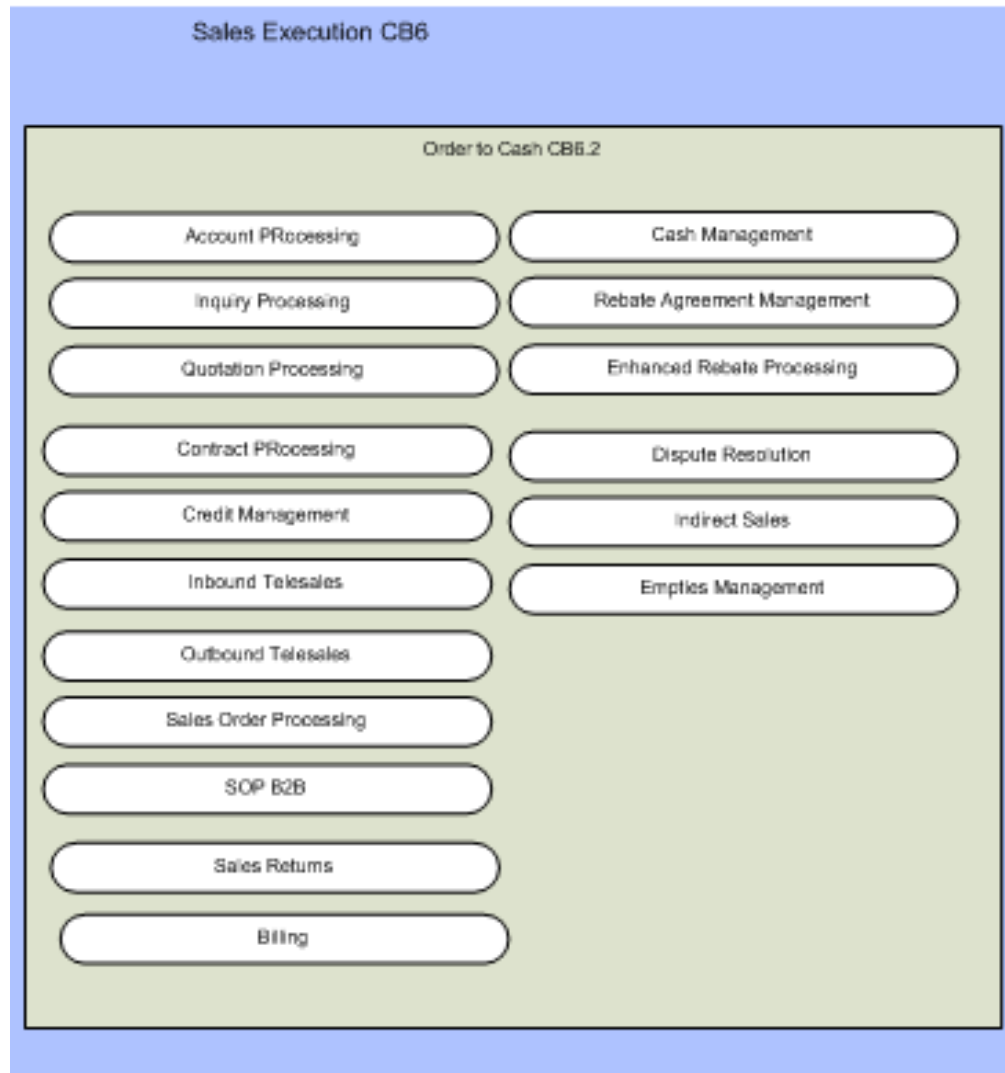 Sales Execution CB6
Order to Cash CB6.2
Account PRocessing
Inquiry Processing
Quotation Processing
Contract PRocessing
Credit Management
Inbound Telesales
Outbound Telesales
Sales Order Processing
SOP B2B
Sales Returns
Billing
Cash Management
Rebate Agreement Management
Enhanced Rebate Processing
Dispute Resolution
Indirect Sales
Empties Management